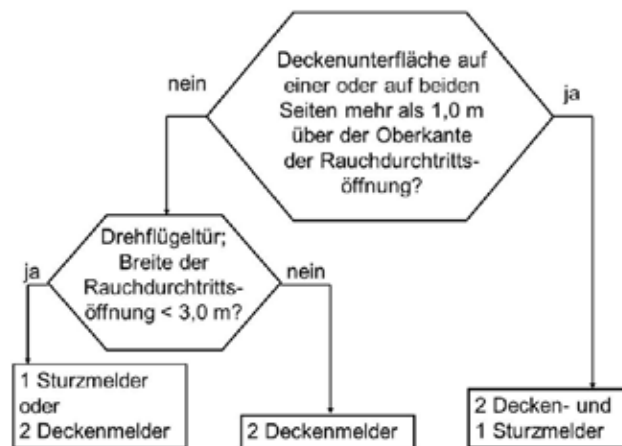 Deckenunterfläche auf
einer oder auf beiden
Seiten mehr als 1,0 m
über der Oberkante
der Rauchdurchtritts-
öffnung?
nein
ja
Drehflügeltür;
Breite der
Rauchdurchtritts-
öffnung < 3,0 m?
ja
nein
1 Sturzmelder
oder
2 Deckenmelder
2 Deckenmelder
2 Decken- und
1 Sturzmelder